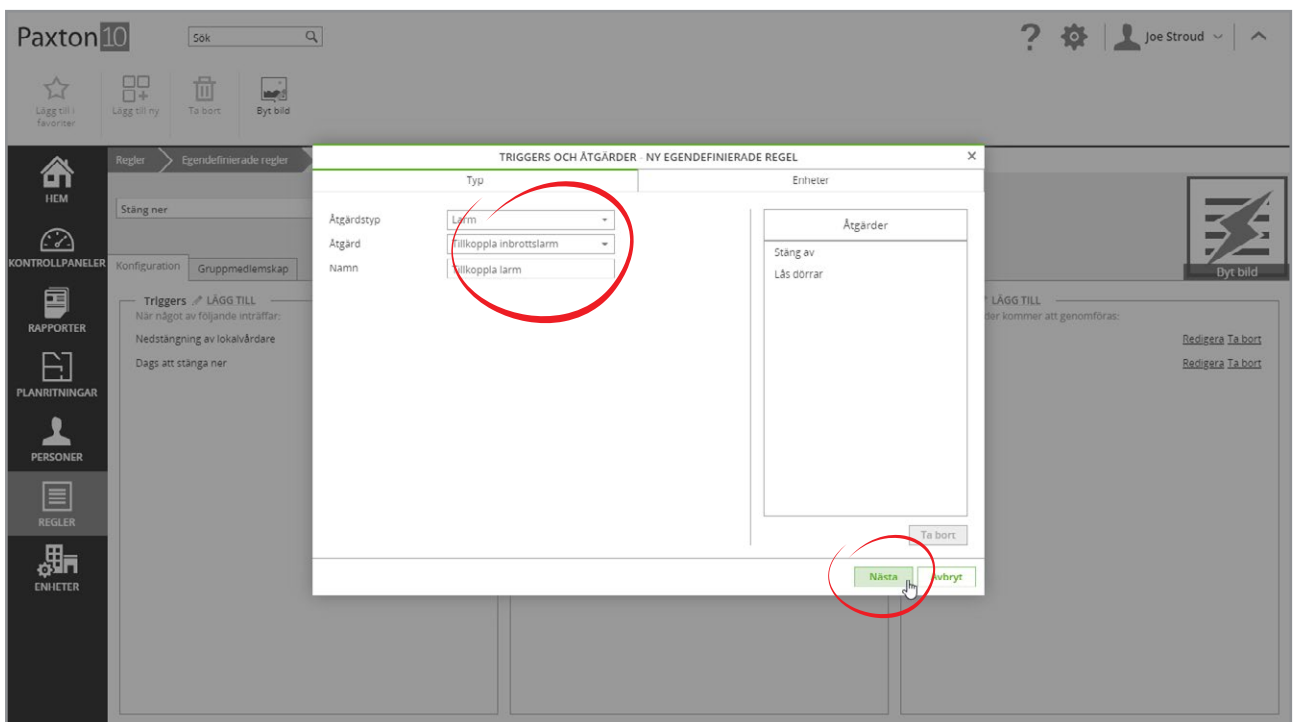 Paxton 10
Sök
Joe Stroud
Lägg till i
favoriter
Lägg till ny
Ta bort
Byt bild
HEM
KONTROLLPANELER
RAPPORTER
PLANRITNINGAR
PERSONER
REGLER
ENHETER
Regler
Egendefinierade regler
Stäng ner
Konfiguration
Gruppmedlemskap
Triggers
LÄGG TILL
När något av följande inträffar:
Nedstängning av lokalvårdare
Dags att stänga ner
TRIGGERS OCH ÅTGÄRDER - NY EGENDEFINIERADE REGEL
Typ
Enheter
Åtgärdstyp
Larm
Åtgärd
Tillkoppla inbrottslarm
Namn
Tillkoppla larm
Åtgärder
Stäng av
Lås dörrar
Ta bort
Nästa
Avbryt
Byt bild
LÄGG TILL
der kommer att genomföras:
Redigera Ta bort
Redigera Ta bort